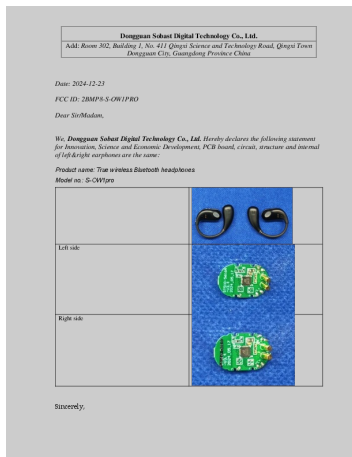 Dongguan Sobast Digital Technology Co., Ltd.
Add: Room 302, Building 1, No. 411 Qingxi Science and Technology Road, Qingxi Town
Dongguan City, Guangdong Province China
Date: 2024-12-23
FCC ID: 2BMP8-S-OW1PRO
Dear Sir/Madam,
We, Dongguan Sobast Digital Technology Co., Ltd. Hereby declares the following statement
for Innovation, Science and Economic Development, PCB board, circuit, structure and internal
of left&right earphones are the same:
Product name: True wireless Bluetooth headphones
Model no.: S-OW1pro
Left side
Right side
Sincerely,